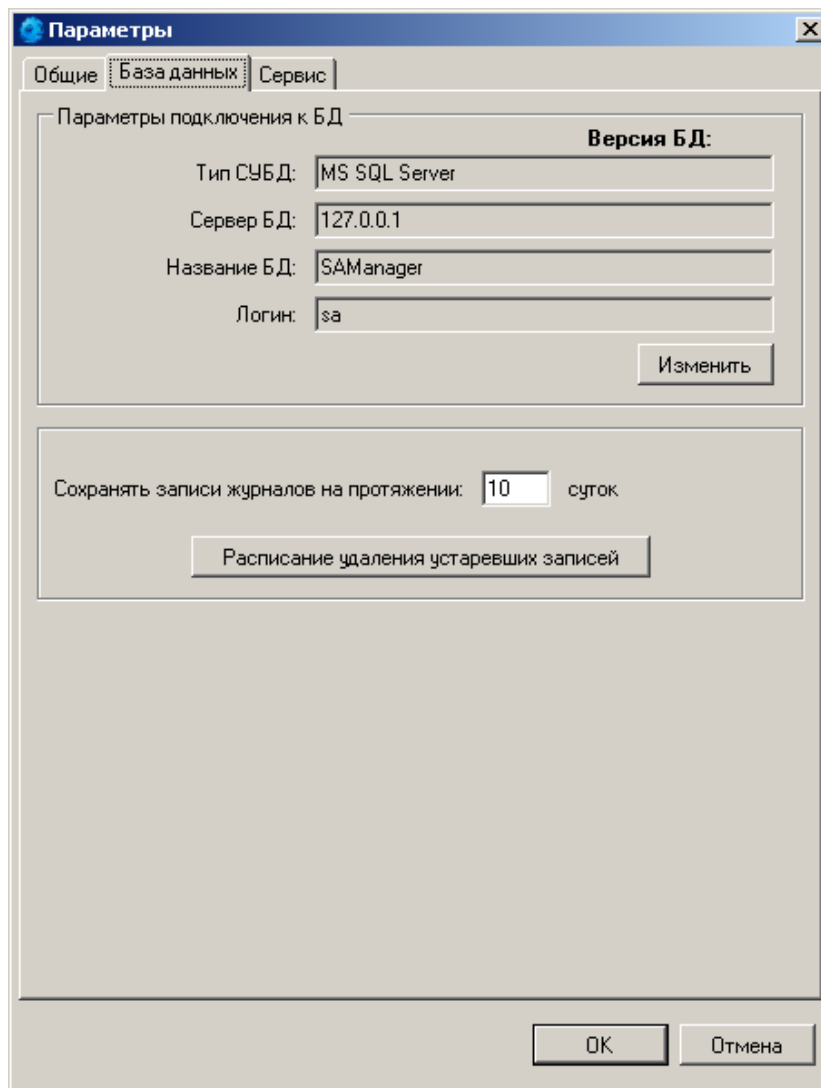 Параметры
Общие База данных Сервис
Параметры подключения к БД
Версия БД:
Тип СУБД: MS SQL Server
Сервер БД: 127.0.0.1
Название БД: SAManager
Логин: sa
Изменить
Сохранять записи журналов на протяжении: 10 суток
Расписание удаления устаревших записей
OK Отмена